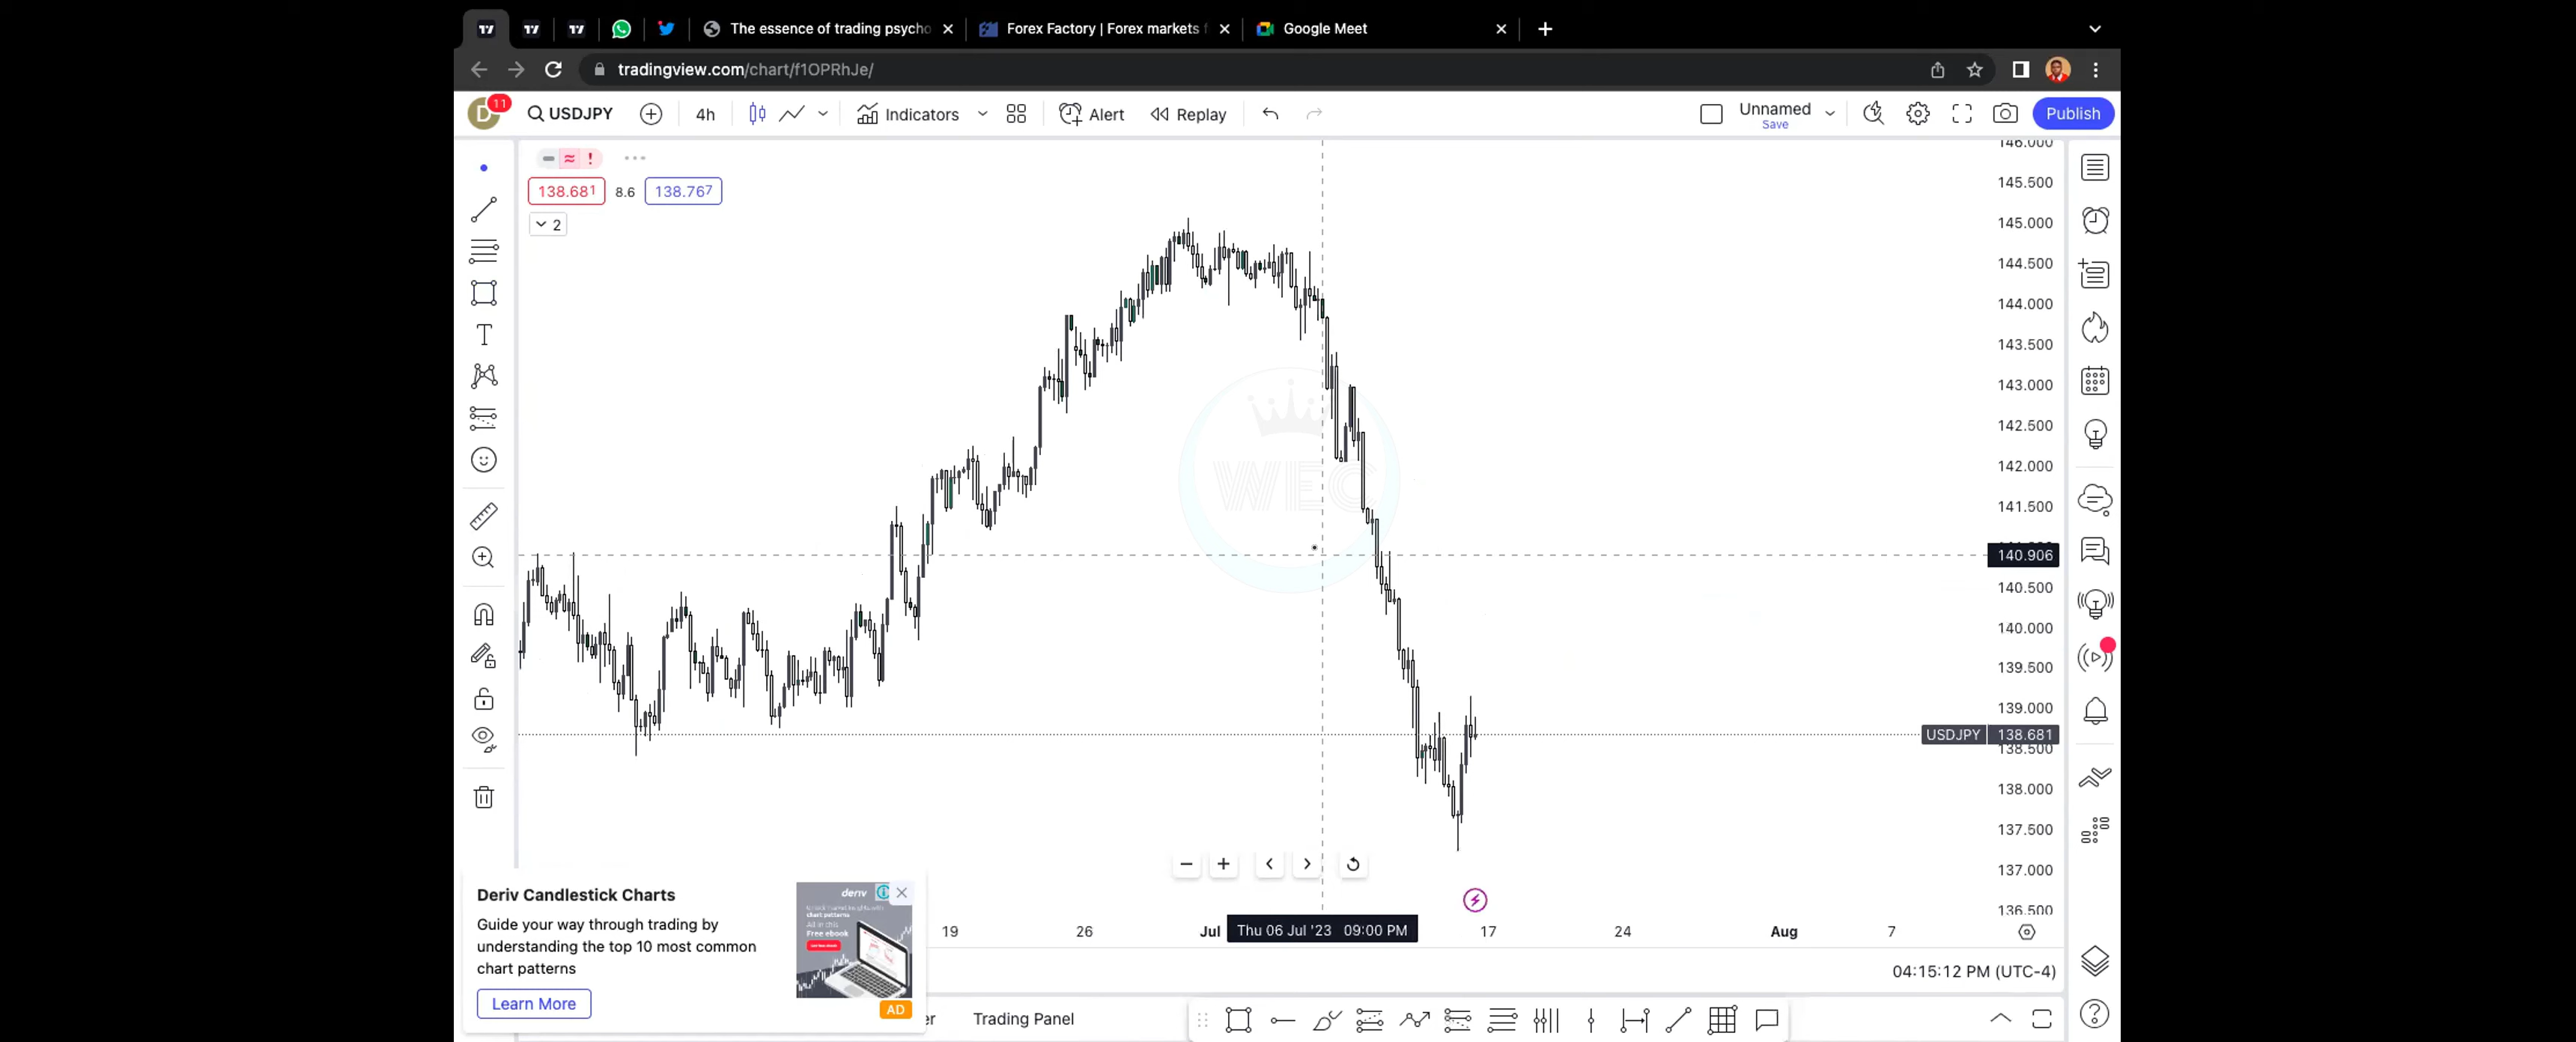 The essence of trading psycho
Forex Factory | Forex markets f
Google Meet
tradingview.com/chart/f1OPRhJe/
D
11
USDJPY
4h
Indicators
Alert
Replay
Unnamed
Save
Publish
138.681
8.6
138.767
2
146.000
145.500
145.000
144.500
144.000
143.500
143.000
142.500
142.000
141.500
140.906
140.500
140.000
139.500
139.000
USDJPY 138.681
138.500
138.000
137.500
137.000
136.500
WEC
Deriv Candlestick Charts
Guide your way through trading by
understanding the top 10 most common
chart patterns
Learn More
deriv
chart patterns
Free ebook
AD
19
26
Jul
Thu 06 Jul '23 09:00 PM
17
24
Aug
7
04:15:12 PM (UTC-4)
er
Trading Panel